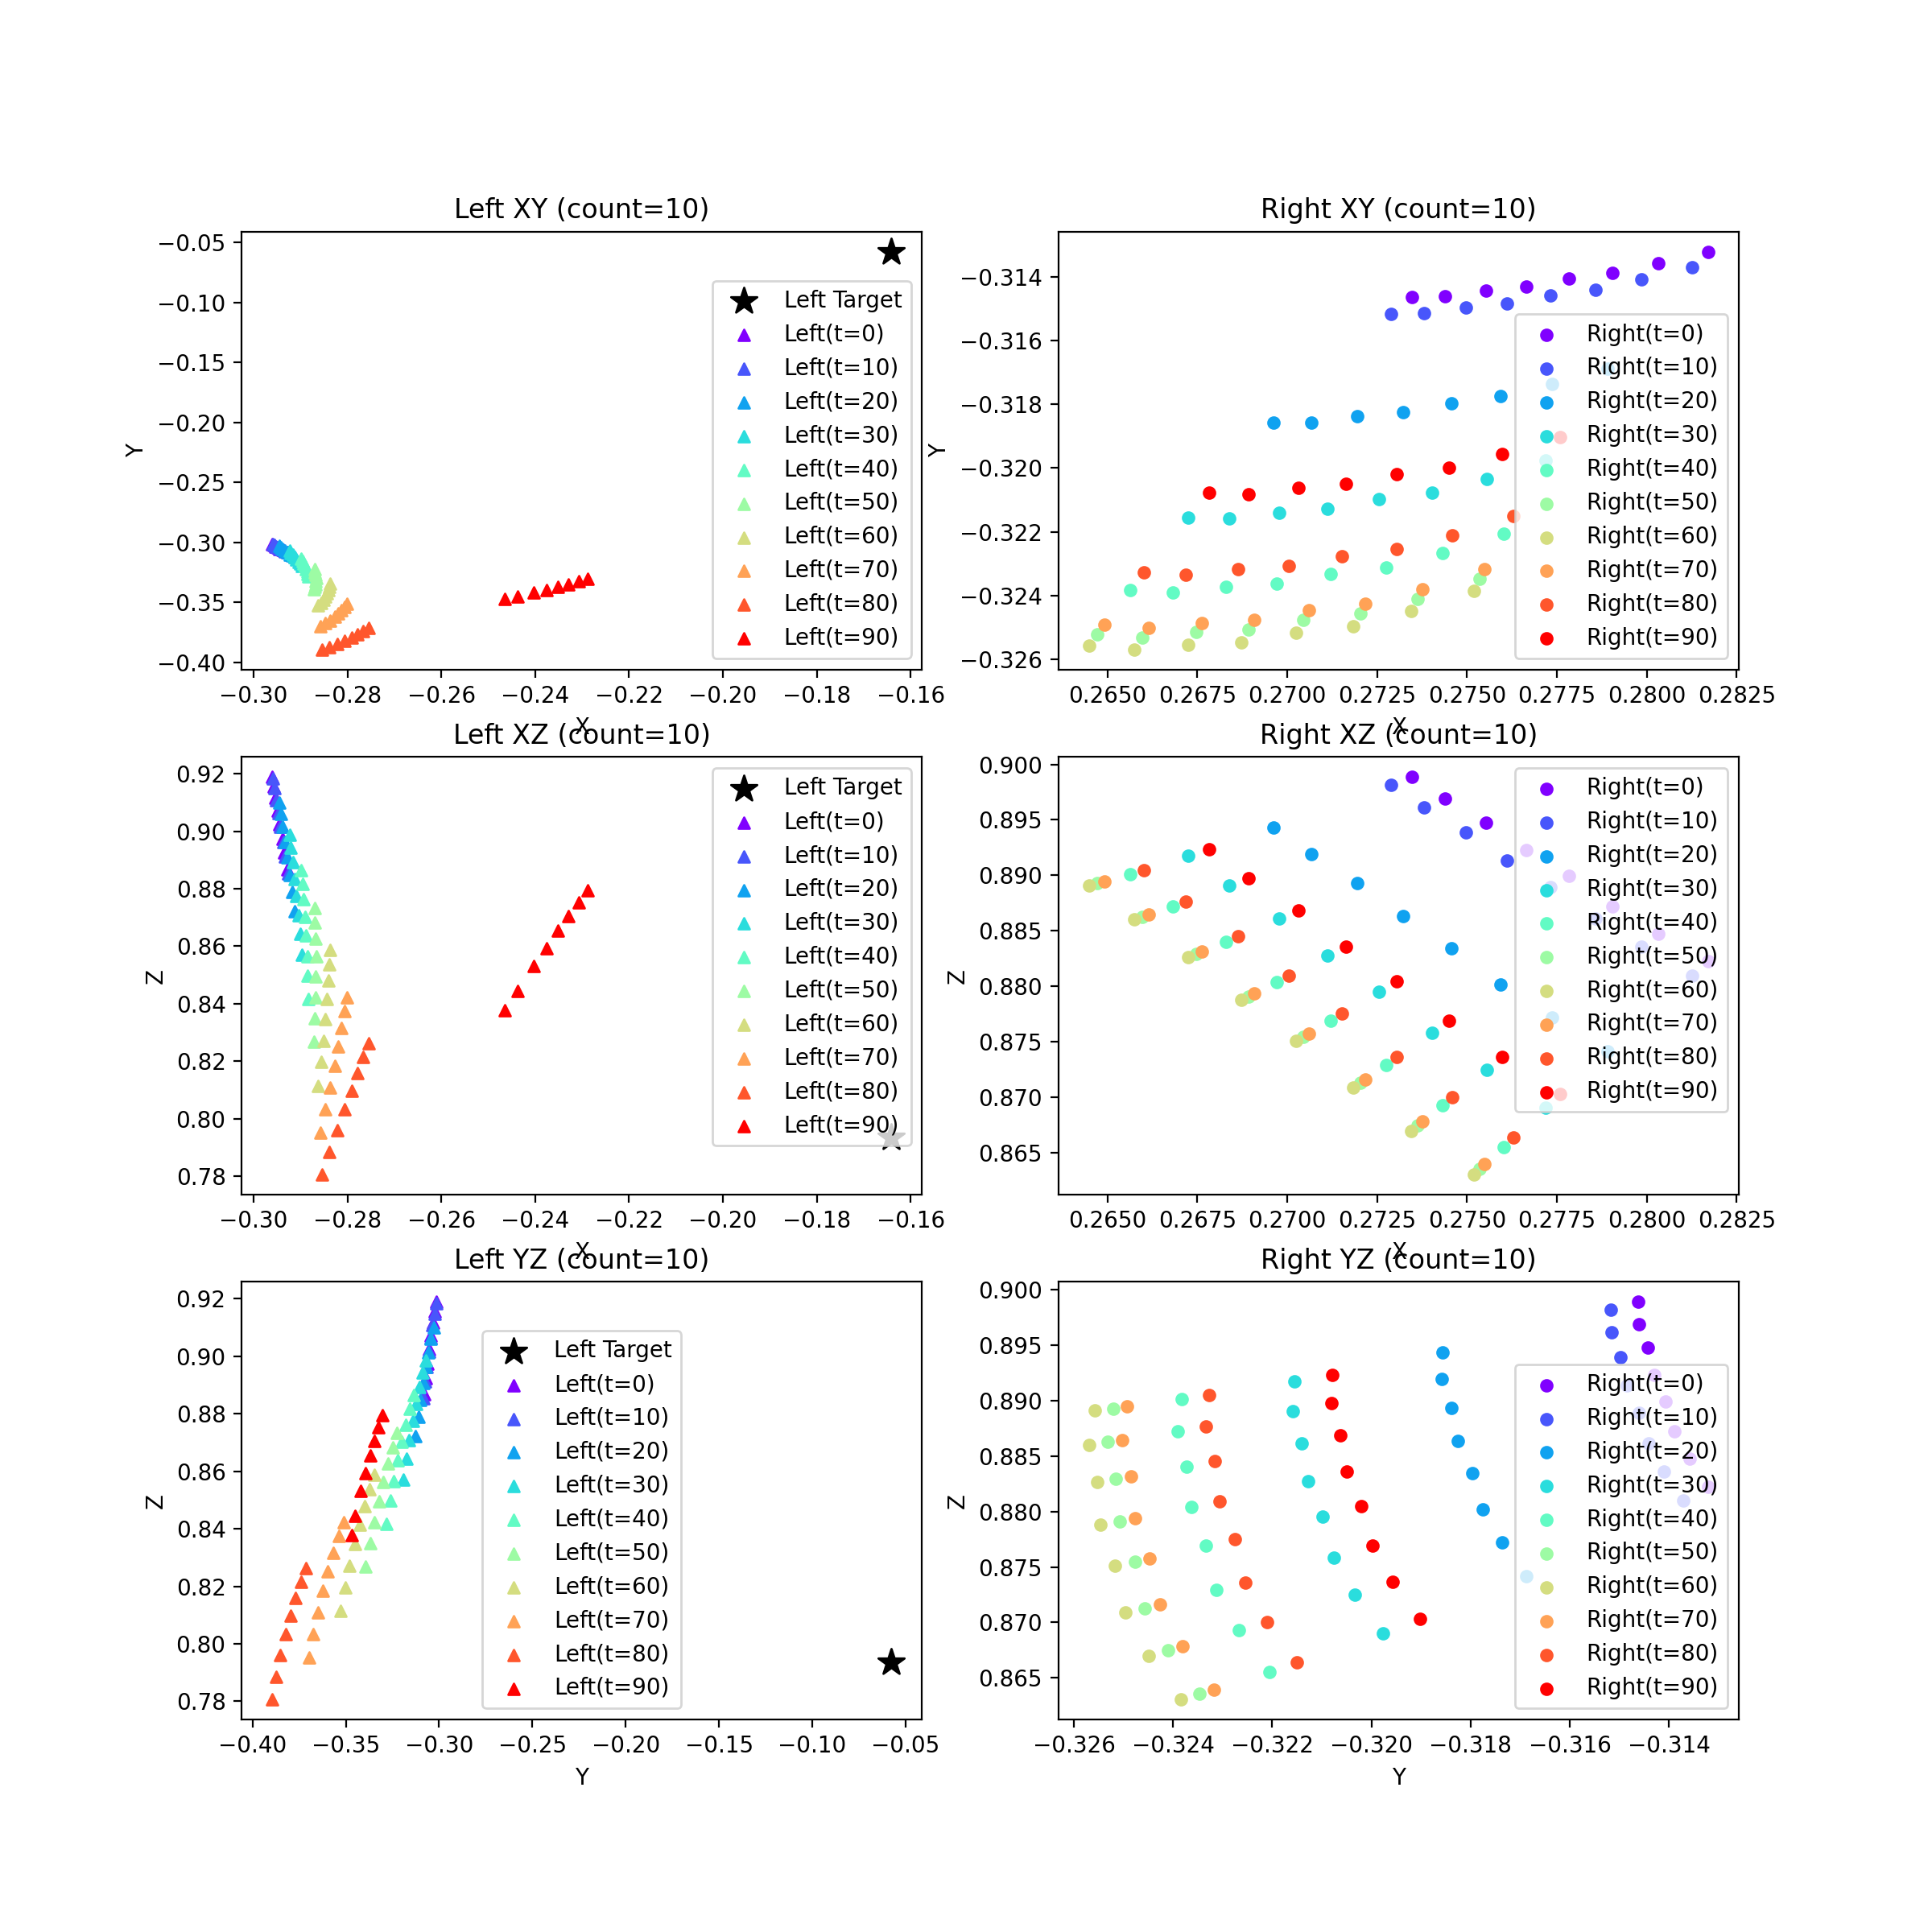 Left XY (count=10)
−0.05
−0.10
−0.15
−0.20
−0.25
−0.30
−0.35
−0.40
Y
Left Target
Left(t=0)
Left(t=10)
Left(t=20)
Left(t=30)
Left(t=40)
Left(t=50)
Left(t=60)
Left(t=70)
Left(t=80)
Left(t=90)
−0.30 −0.28 −0.26 −0.24 −0.22 −0.20 −0.18 −0.16
X
Right XY (count=10)
−0.314
−0.316
−0.318
−0.320
−0.322
−0.324
−0.326
Y
Right(t=0)
Right(t=10)
Right(t=20)
Right(t=30)
Right(t=40)
Right(t=50)
Right(t=60)
Right(t=70)
Right(t=80)
Right(t=90)
0.2650 0.2675 0.2700 0.2725 0.2750 0.2775 0.2800 0.2825
X
Left XZ (count=10)
0.92
0.90
0.88
0.86
0.84
0.82
0.80
0.78
Z
Left Target
Left(t=0)
Left(t=10)
Left(t=20)
Left(t=30)
Left(t=40)
Left(t=50)
Left(t=60)
Left(t=70)
Left(t=80)
Left(t=90)
−0.30 −0.28 −0.26 −0.24 −0.22 −0.20 −0.18 −0.16
X
Right XZ (count=10)
0.900
0.895
0.890
0.885
0.880
0.875
0.870
0.865
Z
Right(t=0)
Right(t=10)
Right(t=20)
Right(t=30)
Right(t=40)
Right(t=50)
Right(t=60)
Right(t=70)
Right(t=80)
Right(t=90)
0.2650 0.2675 0.2700 0.2725 0.2750 0.2775 0.2800 0.2825
X
Left YZ (count=10)
0.92
0.90
0.88
0.86
0.84
0.82
0.80
0.78
Z
Left Target
Left(t=0)
Left(t=10)
Left(t=20)
Left(t=30)
Left(t=40)
Left(t=50)
Left(t=60)
Left(t=70)
Left(t=80)
Left(t=90)
−0.40 −0.35 −0.30 −0.25 −0.20 −0.15 −0.10 −0.05
Y
Right YZ (count=10)
0.900
0.895
0.890
0.885
0.880
0.875
0.870
0.865
Z
Right(t=0)
Right(t=10)
Right(t=20)
Right(t=30)
Right(t=40)
Right(t=50)
Right(t=60)
Right(t=70)
Right(t=80)
Right(t=90)
−0.326 −0.324 −0.322 −0.320 −0.318 −0.316 −0.314
Y